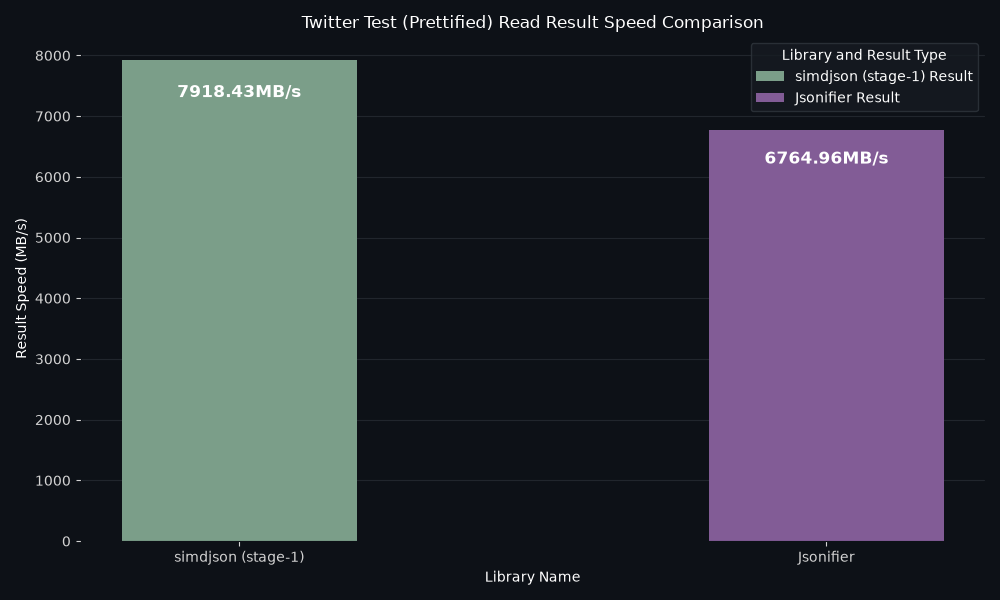 Twitter Test (Prettified) Read Result Speed Comparison
Library and Result Type
simdjson (stage-1) Result
Jsonifier Result
7918.43MB/s
6764.96MB/s
Result Speed (MB/s)
8000
7000
6000
5000
4000
3000
2000
1000
0
simdjson (stage-1)
Jsonifier
Library Name